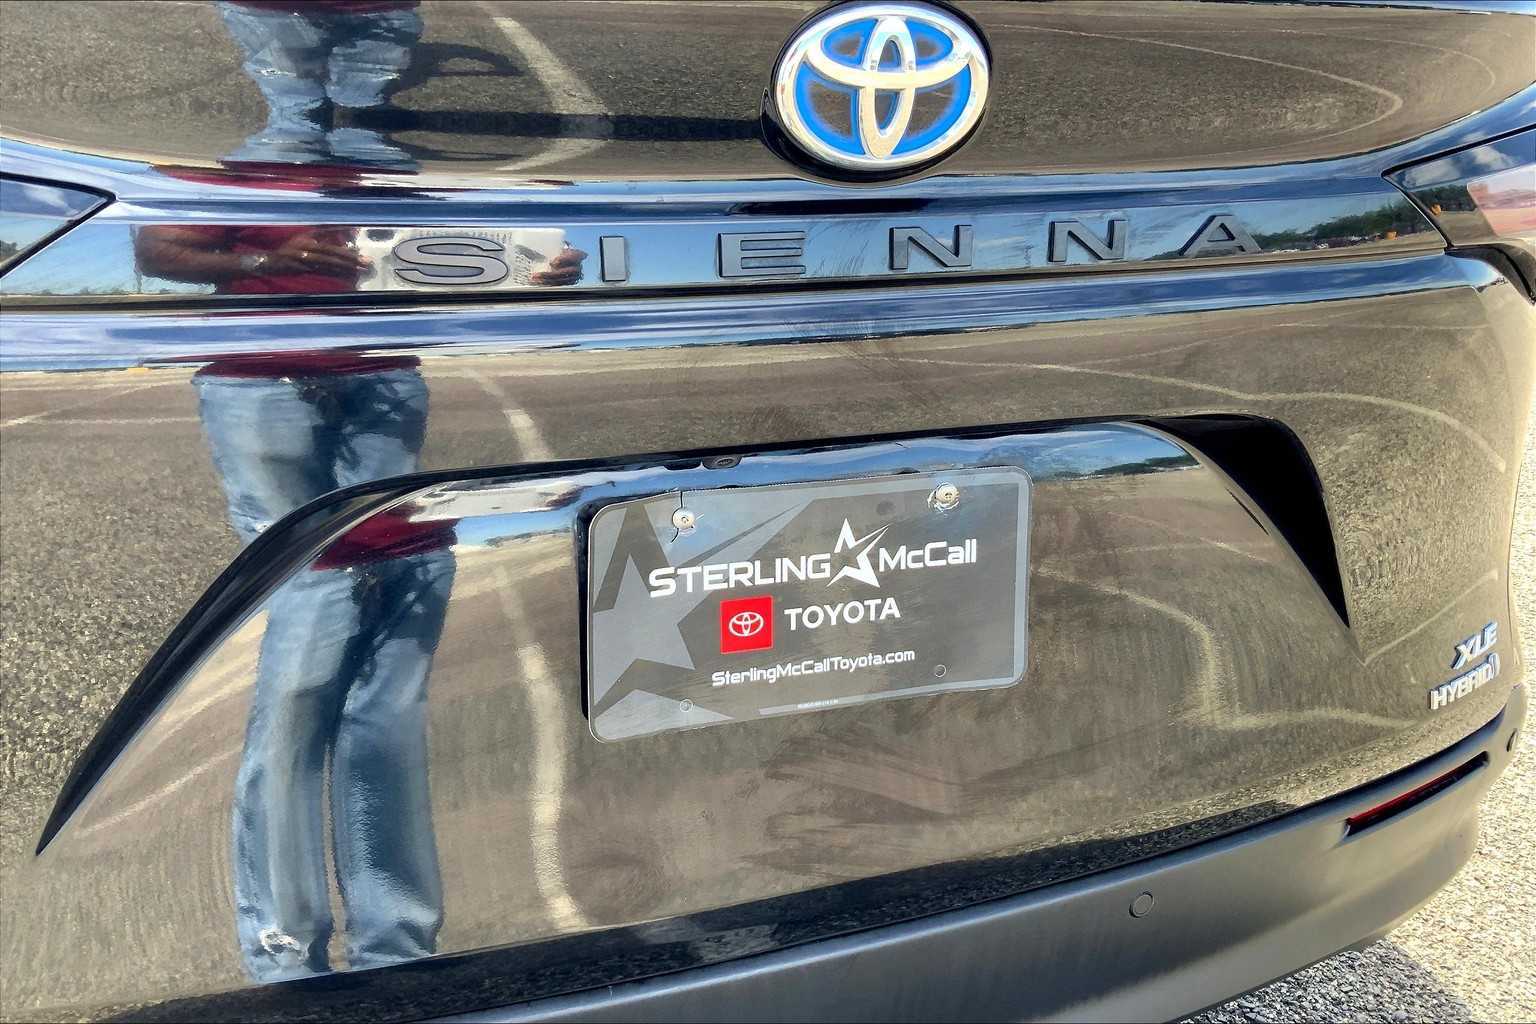 SIENNA
STERLING McCall
TOYOTA
SterlingMcCallToyota.com
XLE
HYBRID